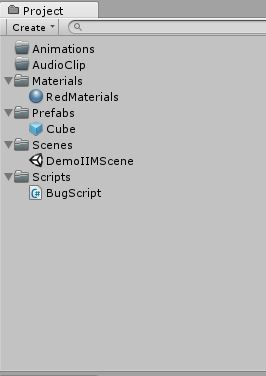 Project
Create
Animations
AudioClip
Materials
RedMaterials
Prefabs
Cube
Scenes
DemoIIMScene
Scripts
BugScript